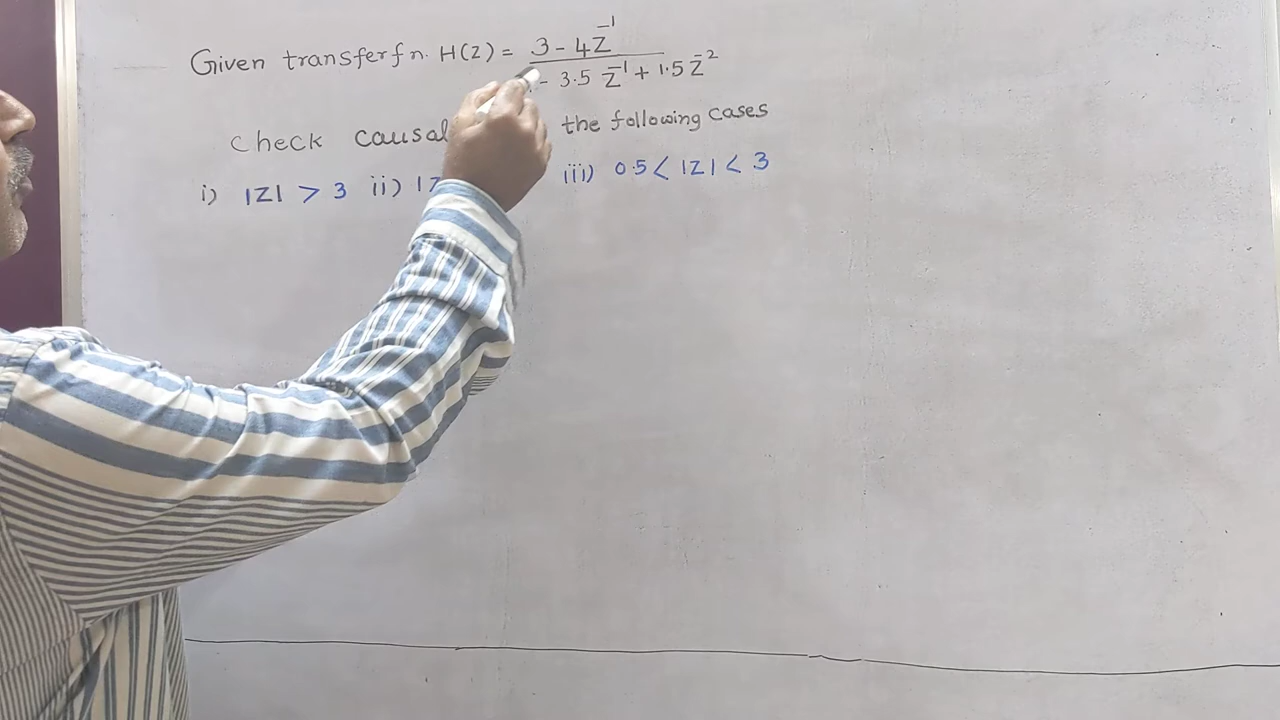 Given transfer fn. H(Z) = 3 - 4Z⁻¹
- 3.5 Z⁻¹ + 1.5 Z⁻²
check causal the following cases
i) |Z| > 3 ii) |Z iii) 0.5 < |Z| < 3